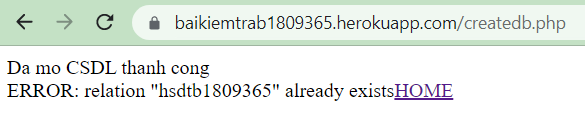 baikiemtrab1809365.herokuapp.com/createdb.php
Da mo CSDL thanh cong
ERROR: relation "hsdtb1809365" already existsHOME